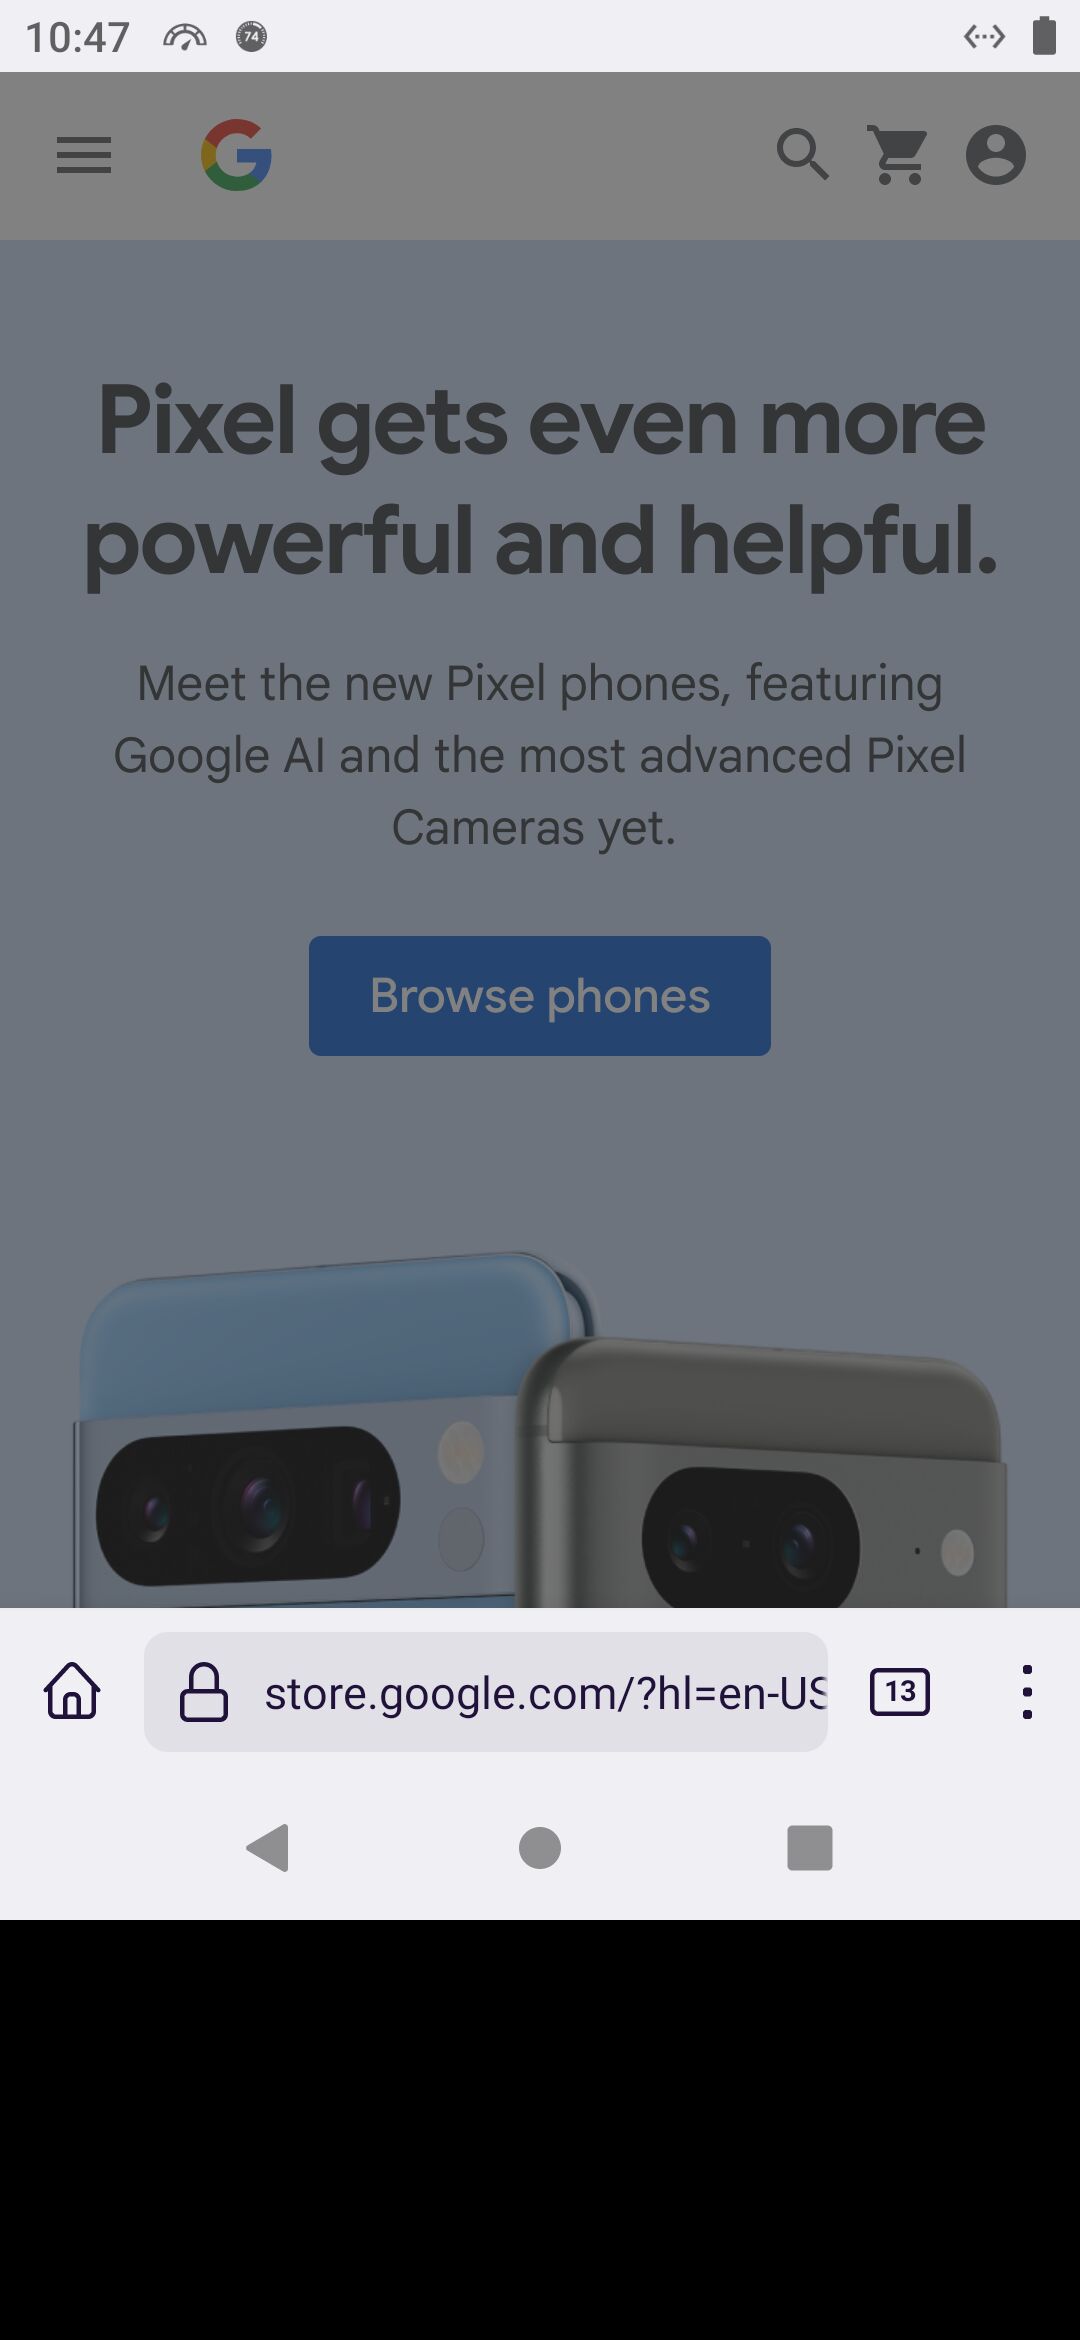 10:47
74
Pixel gets even more
powerful and helpful.
Meet the new Pixel phones, featuring
Google AI and the most advanced Pixel
Cameras yet.
Browse phones
store.google.com/?hl=en-US
13